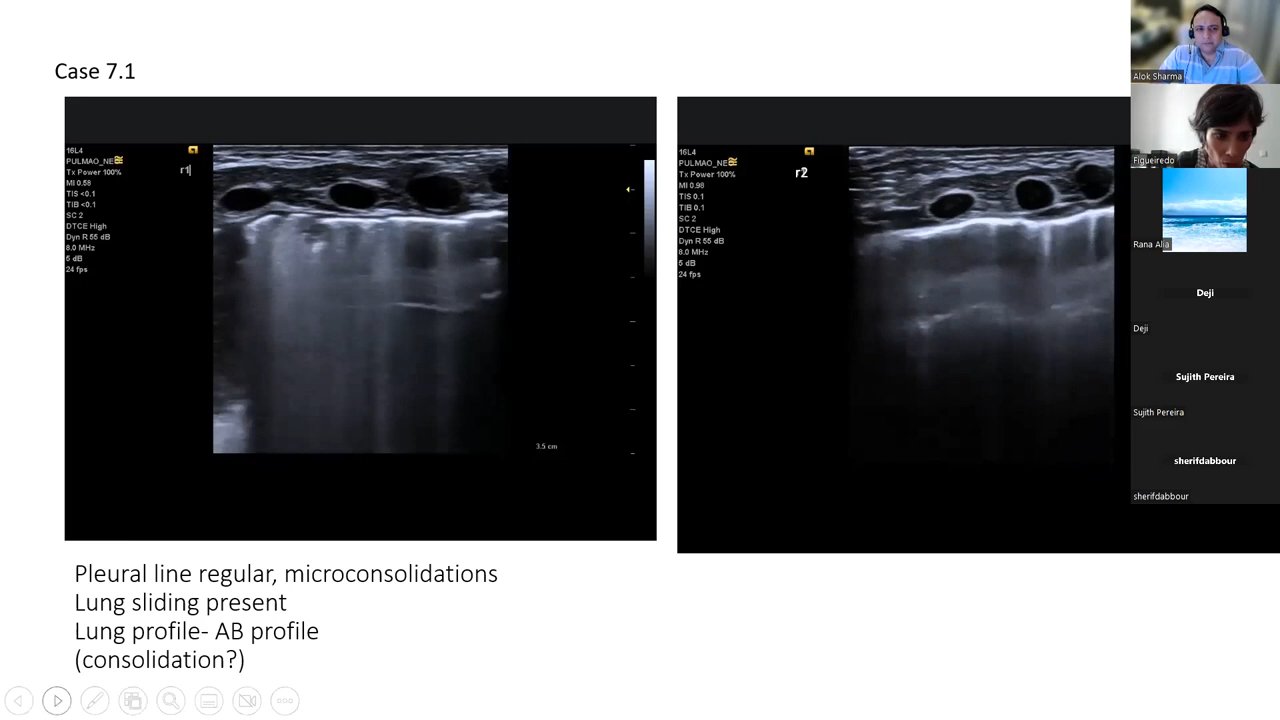 Case 7.1
16L4
PULMAO_NE
Tx Power 100%
MI 0.58
TIS <0.1
TIB <0.1
SC 2
DTCE High
Dyn R 55 dB
8.0 MHz
6 dB
24 fps
r1
3.5 cm
16L4
PULMAO_NE
Tx Power 100%
MI 0.98
TIS 0.1
TIB 0.1
SC 2
DTCE High
Dyn R 55 dB
8.0 MHz
6 dB
24 fps
r2
Pleural line regular, microconsolidations
Lung sliding present
Lung profile- AB profile
(consolidation?)
Alok Sharma
Figueiredo
Rana Alia
Deji
Deji
Sujith Pereira
Sujith Pereira
sherifdabbour
sherifdabbour